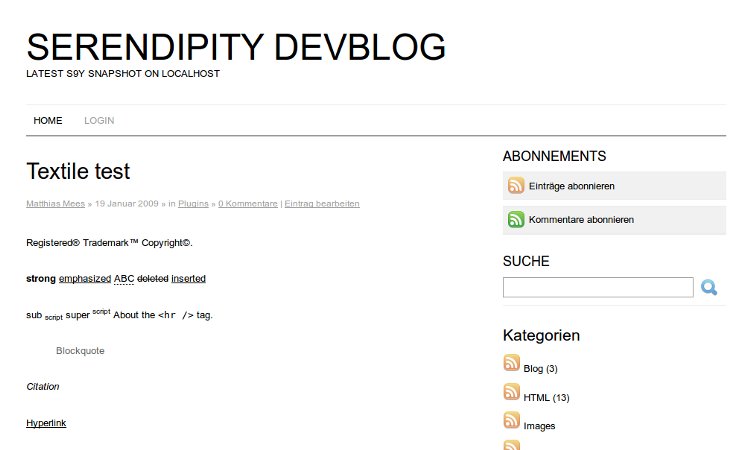 SERENDIPITY DEVBLOG
LATEST S9Y SNAPSHOT ON LOCALHOST
HOME LOGIN
Textile test
Matthias Mees » 19 Januar 2009 » in Plugins » 0 Kommentare | Eintrag bearbeiten
Registered® Trademark™ Copyright©.
strong emphasized ABC deleted inserted
sub script super script About the <hr /> tag.
Blockquote
Citation
Hyperlink
ABONNEMENTS
Einträge abonnieren
Kommentare abonnieren
SUCHE
Kategorien
Blog (3)
HTML (13)
Images